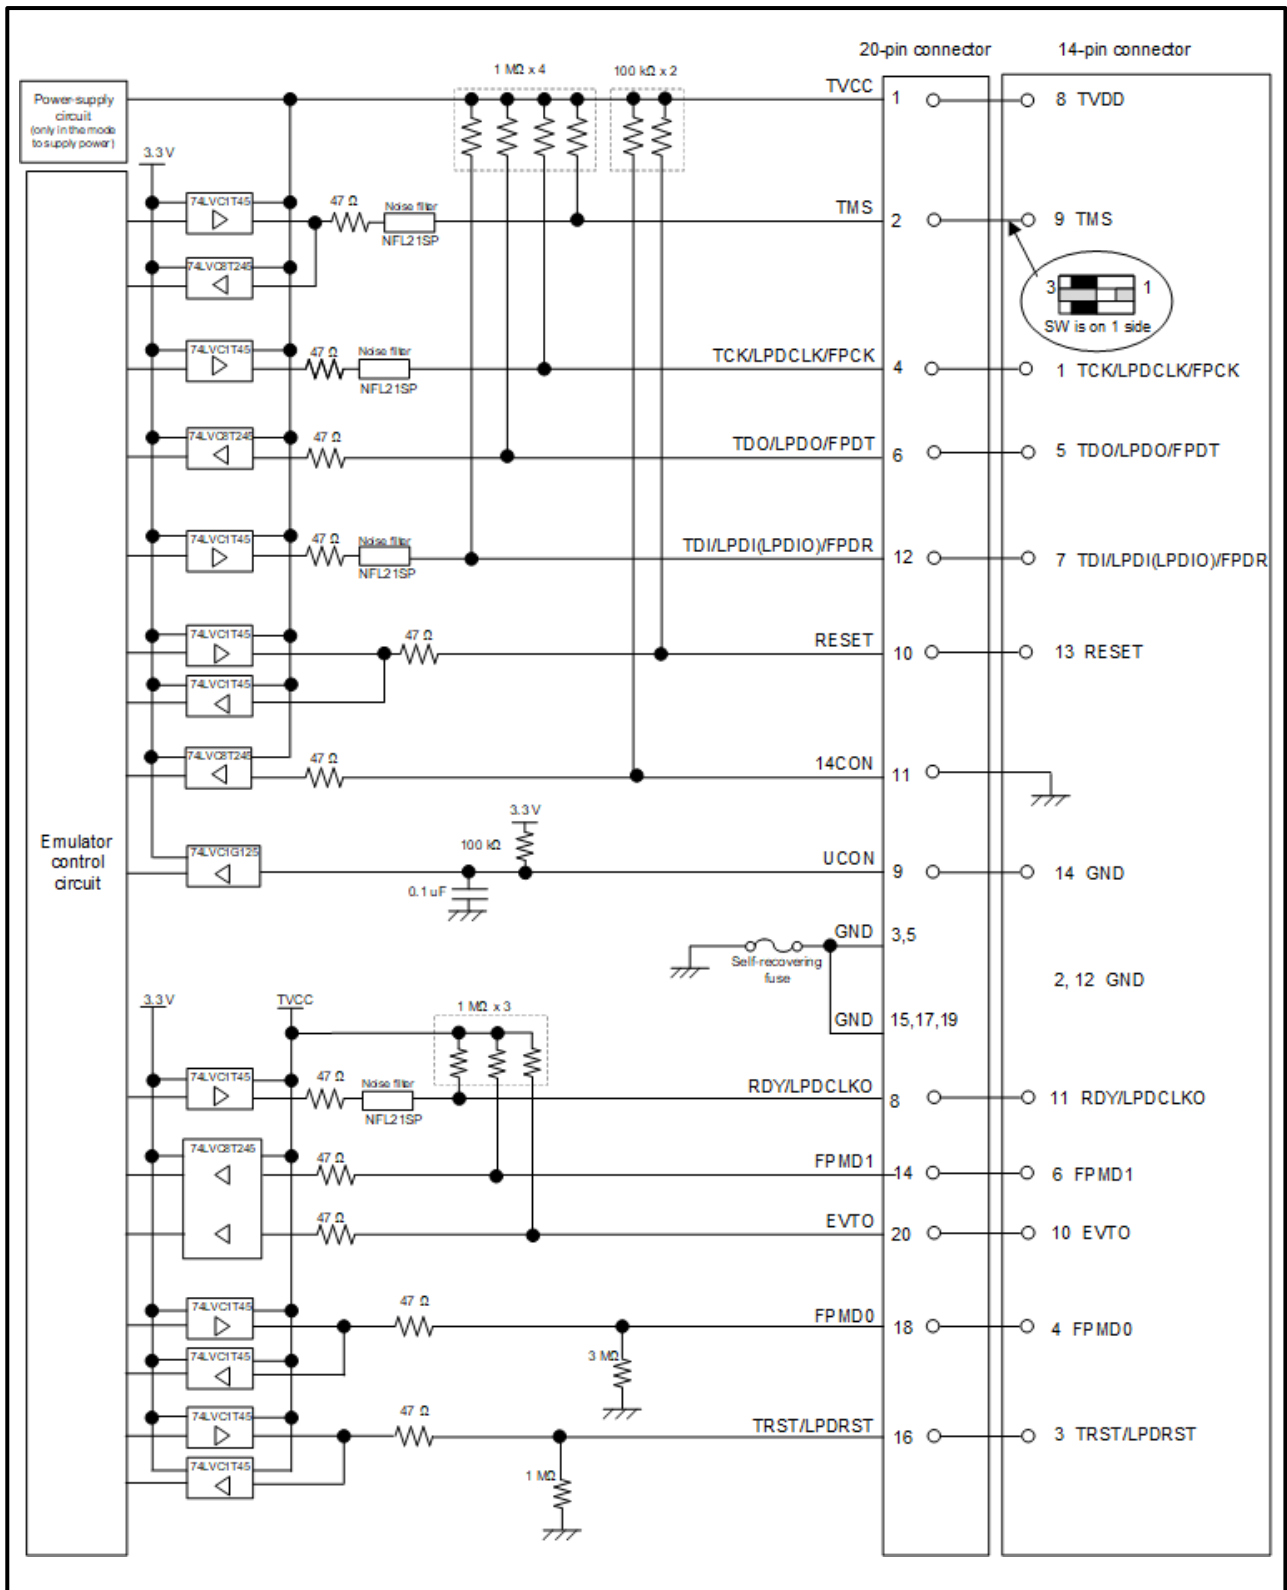 20-pin connector
14-pin connector
1 MΩ x 4
100 kΩ x 2
TVCC
1
8 TVDD
Power-supply
circuit
(only in the mode
to supply power)
3.3 V
74LVC1T45
47 Ω
Noise filter
NFL21SP
TMS
2
9 TMS
74LVC8T245
3
1
SW is on 1 side
74LVC1T45
47 Ω
Noise filter
NFL21SP
TCK/LPDCLK/FPCK
4
1 TCK/LPDCLK/FPCK
74LVC8T245
47 Ω
TDO/LPDO/FPDT
6
5 TDO/LPDO/FPDT
74LVC1T45
47 Ω
Noise filter
NFL21SP
TDI/LPDI(LPDIO)/FPDR
12
7 TDI/LPDI(LPDIO)/FPDR
74LVC1T45
47 Ω
RESET
10
13 RESET
74LVC1T45
74LVC8T245
47 Ω
14CON
11
Emulator
control
circuit
3.3 V
100 kΩ
74LVC1G125
0.1 uF
UCON
9
14 GND
GND
3,5
Self-recovering
fuse
2, 12 GND
GND
15,17,19
3.3 V
TVCC
1 MΩ x 3
74LVC1T45
47 Ω
Noise filter
NFL21SP
RDY/LPDCLKO
8
11 RDY/LPDCLKO
74LVC8T245
47 Ω
FPMD1
14
6 FPMD1
47 Ω
EVTO
20
10 EVTO
74LVC1T45
47 Ω
FPMD0
18
4 FPMD0
74LVC1T45
3 MΩ
74LVC1T45
47 Ω
TRST/LPDRST
16
3 TRST/LPDRST
74LVC1T45
1 MΩ